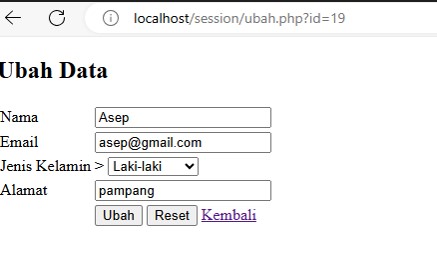 localhost/session/ubah.php?id=19
Ubah Data
Nama Asep
Email asep@gmail.com
Jenis Kelamin > Laki-laki
Alamat pampang
Ubah Reset Kembali